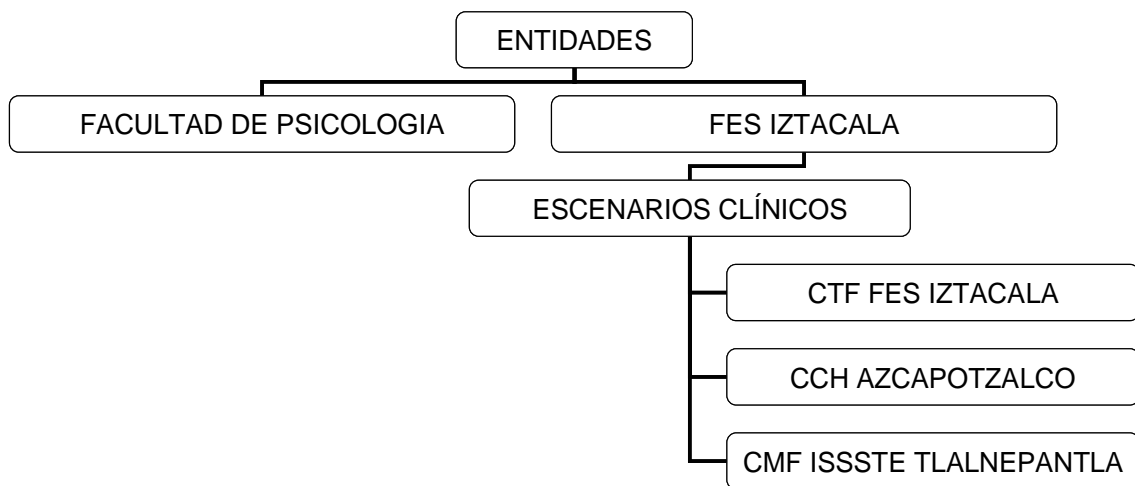 ENTIDADES
FACULTAD DE PSICOLOGIA
FES IZTACALA
ESCENARIOS CLÍNICOS
CTF FES IZTACALA
CCH AZCAPOTZALCO
CMF ISSSTE TLALNEPANTLA